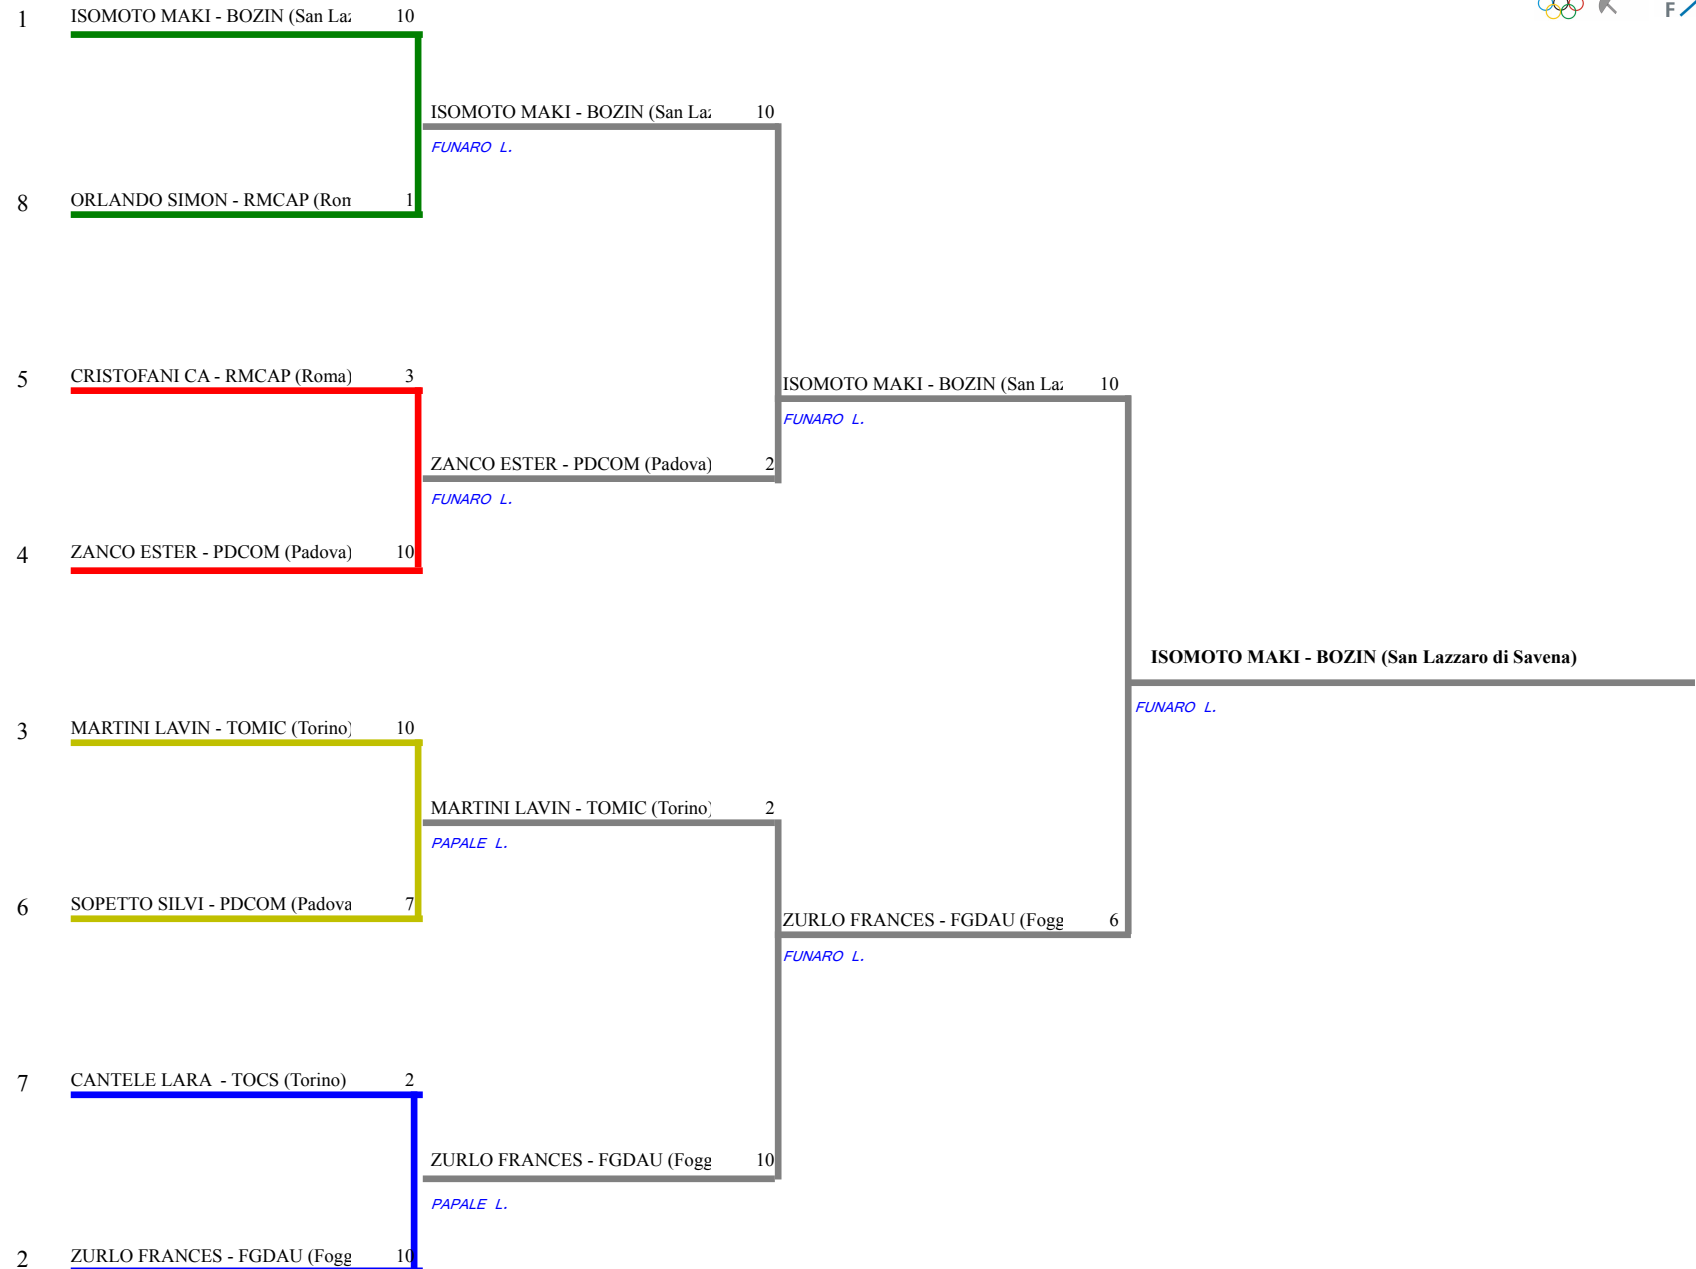 1 ISOMOTO MAKI - BOZIN (San Laz 10
F
ISOMOTO MAKI - BOZIN (San Laz 10
FUNARO L.
8 ORLANDO SIMON - RMCAP (Rom 1
5 CRISTOFANI CA - RMCAP (Roma) 3
ISOMOTO MAKI - BOZIN (San Laz 10
FUNARO L.
ZANCO ESTER - PDCOM (Padova) 2
FUNARO L.
4 ZANCO ESTER - PDCOM (Padova) 10
ISOMOTO MAKI - BOZIN (San Lazzaro di Savena)
FUNARO L.
3 MARTINI LAVIN - TOMIC (Torino) 10
MARTINI LAVIN - TOMIC (Torino) 2
PAPALE L.
6 SOPETTO SILVI - PDCOM (Padova 7
ZURLO FRANCES - FGDAU (Fogg 6
FUNARO L.
7 CANTELE LARA - TOCS (Torino) 2
ZURLO FRANCES - FGDAU (Fogg 10
PAPALE L.
2 ZURLO FRANCES - FGDAU (Fogg 10